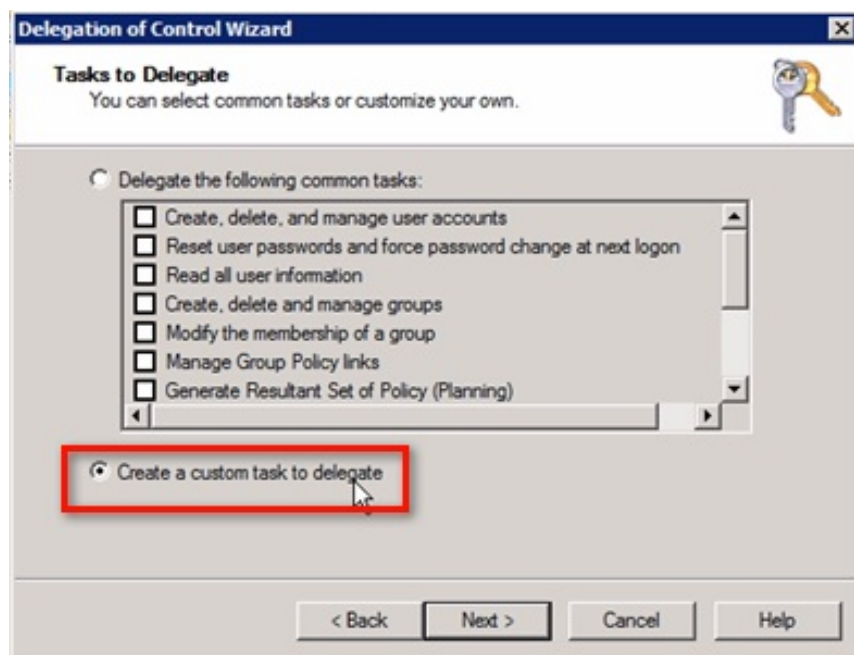 Delegation of Control Wizard
Tasks to Delegate
You can select common tasks or customize your own.
Delegate the following common tasks:
Create, delete, and manage user accounts
Reset user passwords and force password change at next logon
Read all user information
Create, delete and manage groups
Modify the membership of a group
Manage Group Policy links
Generate Resultant Set of Policy (Planning)
Create a custom task to delegate
< Back Next > Cancel Help